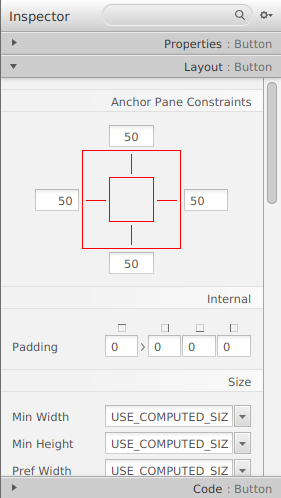 Inspector
Properties : Button
Layout : Button
Anchor Pane Constraints
50
50 50
50
Internal
Padding 0 0 0 0
Size
Min Width USE_COMPUTED_SIZ
Min Height USE_COMPUTED_SIZ
Pref Width USE_COMPUTED_SIZ
Code : Button